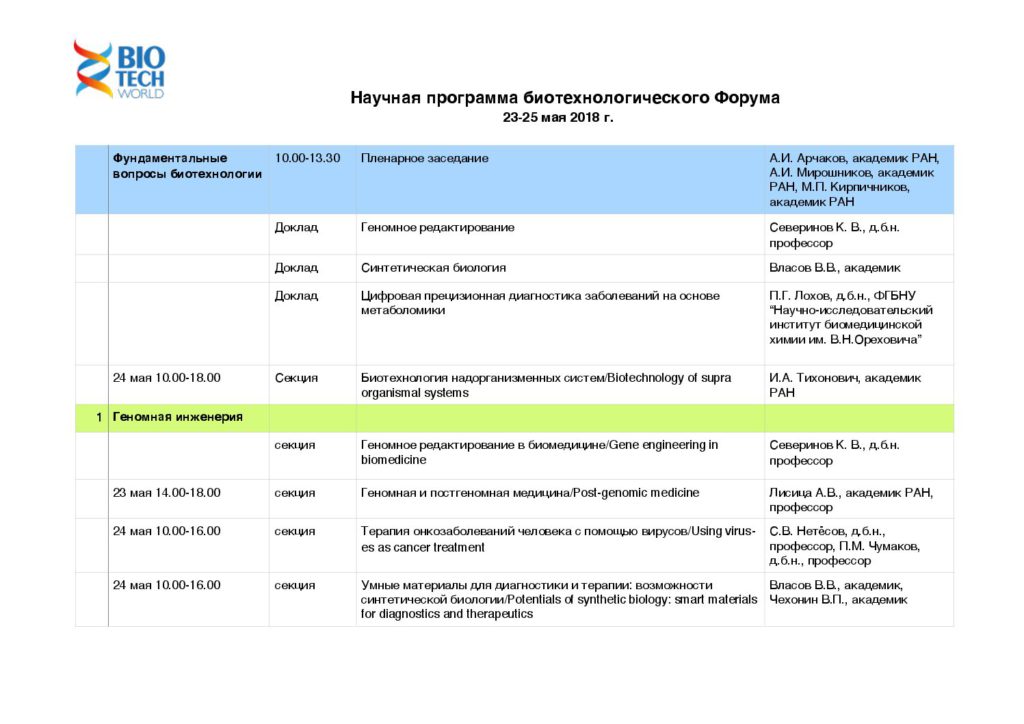 BIO
TECH
WORLD
Научная программа биотехнологического Форума
23-25 мая 2018 г.
Фундаментальные
вопросы биотехнологии
10.00-13.30
Пленарное заседание
А.И. Арчаков, академик РАН,
А.И. Мирошников, академик
РАН, М.П. Кирпичников,
академик РАН
Доклад
Геномное редактирование
Северинов К. В., д.б.н.
профессор
Доклад
Синтетическая биология
Власов В.В., академик
Доклад
Цифровая прецизионная диагностика заболеваний на основе
метаболомики
П.Г. Лохов, д.б.н., ФГБНУ
“Научно-исследовательский
институт биомедицинской
химии им. В.Н.Ореховича”
24 мая 10.00-18.00
Секция
Биотехнология надорганизменных систем/Biotechnology of supra
organismal systems
И.А. Тихонович, академик
РАН
1
Геномная инженерия
секция
Геномное редактирование в биомедицине/Gene engineering in
biomedicine
Северинов К. В., д.б.н.
профессор
23 мая 14.00-18.00
секция
Геномная и постгеномная медицина/Post-genomic medicine
Лисица А.В., академик РАН,
профессор
24 мая 10.00-16.00
секция
Терапия онкозаболеваний человека с помощью вирусов/Using virus-
es as cancer treatment
С.В. Нетёсов, д.б.н.,
профессор, П.М. Чумаков,
д.б.н., профессор
24 мая 10.00-16.00
секция
Умные материалы для диагностики и терапии: возможности
синтетической биологии/Potentials of synthetic biology: smart materials
for diagnostics and therapeutics
Власов В.В., академик,
Чехонин В.П., академик